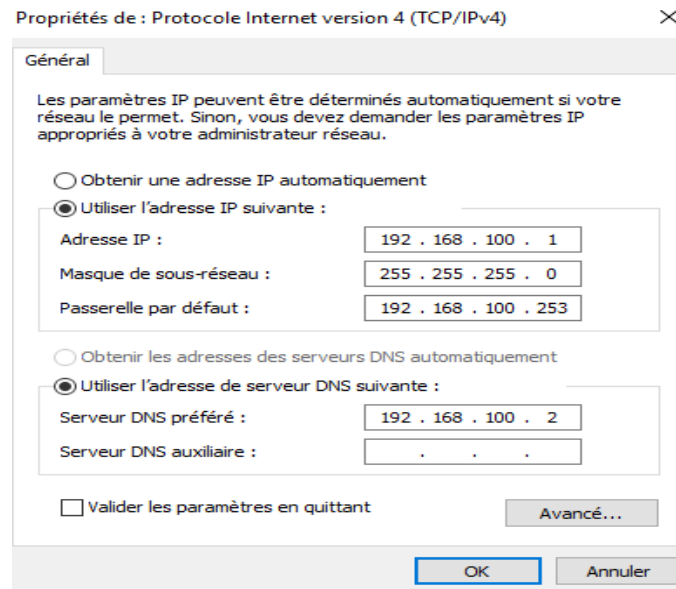 Propriétés de : Protocole Internet version 4 (TCP/IPv4)
Général
Les paramètres IP peuvent être déterminés automatiquement si votre
réseau le permet. Sinon, vous devez demander les paramètres IP
appropriés à votre administrateur réseau.
Obtenir une adresse IP automatiquement
Utiliser l'adresse IP suivante :
Adresse IP : 192 . 168 . 100 . 1
Masque de sous-réseau : 255 . 255 . 255 . 0
Passerelle par défaut : 192 . 168 . 100 . 253
Obtenir les adresses des serveurs DNS automatiquement
Utiliser l'adresse de serveur DNS suivante :
Serveur DNS préféré : 192 . 168 . 100 . 2
Serveur DNS auxiliaire : . . .
Valider les paramètres en quittant
Avancé...
OK Annuler